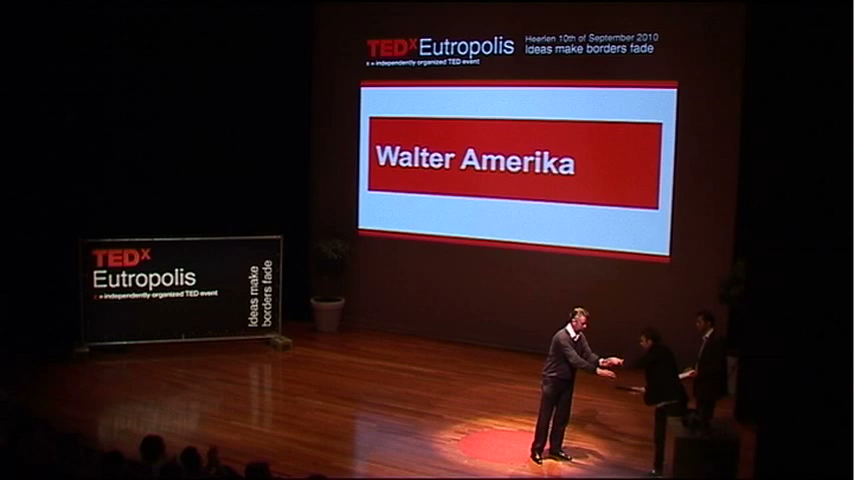 TEDx Eutropolis
x = independently organized TED event
Heerlen 10th of September 2010
Ideas make borders fade
Walter Amerika
TEDx
Eutropolis
x = independently organized TED event
Ideas make
borders fade